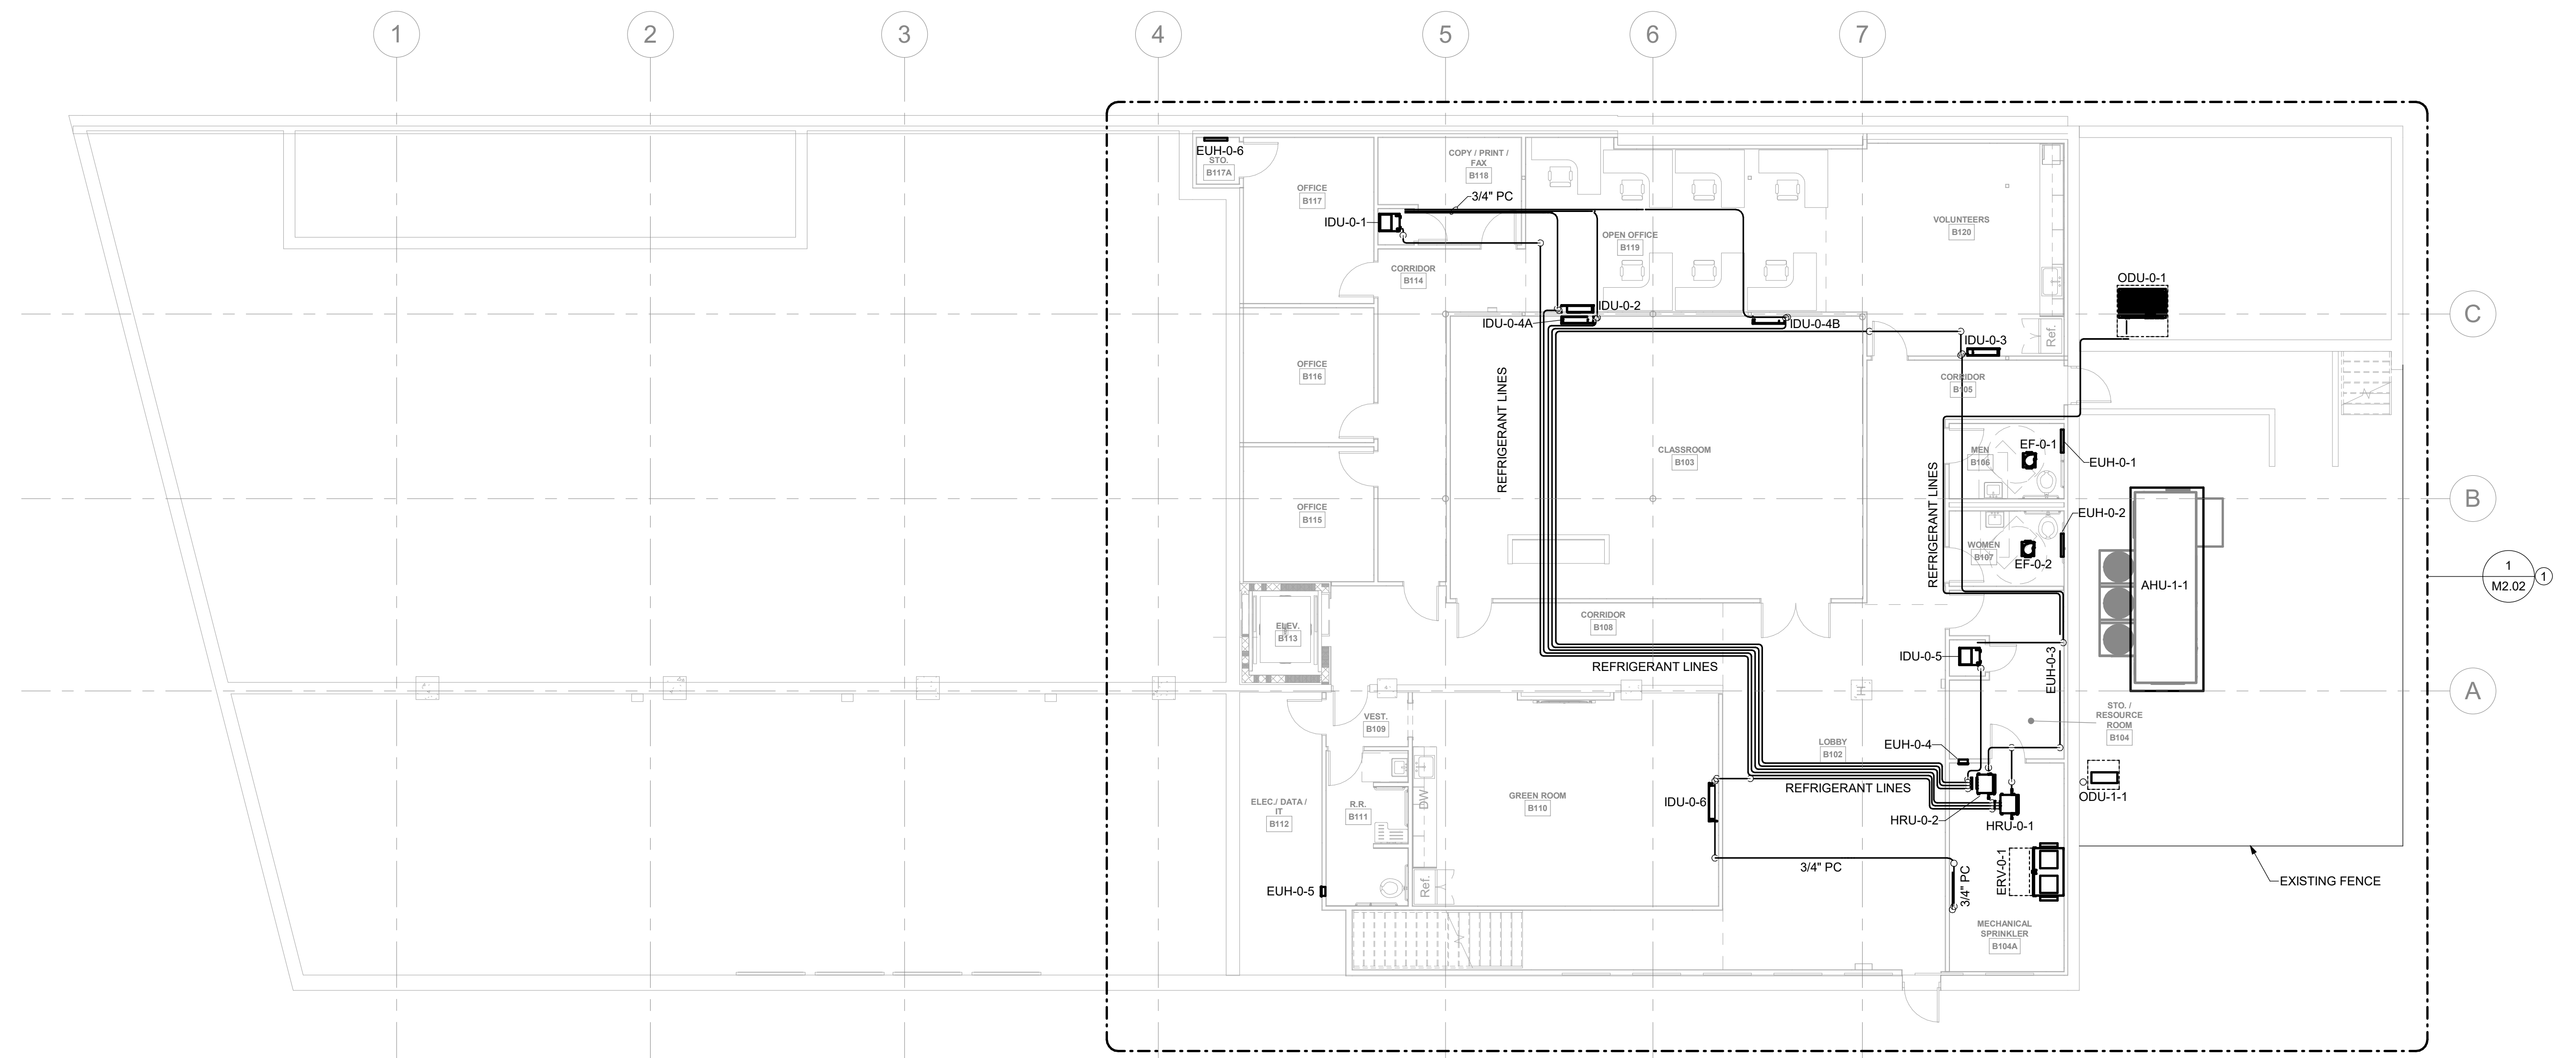 1
2
3
4
5
6
7
EUH-0-6
STO.
B117A
OFFICE
B117
COPY / PRINT /
FAX
B118
3/4" PC
IDU-0-1
OPEN OFFICE
B119
VOLUNTEERS
B120
CORRIDOR
B114
ODU-0-1
IDU-0-2
IDU-0-4A
IDU-0-4B
C
IDU-0-3
Ref.
OFFICE
B116
CORRIDOR
B105
REFRIGERANT LINES
CLASSROOM
B103
MEN
B106
EF-0-1
EUH-0-1
REFRIGERANT LINES
B
OFFICE
B115
EUH-0-2
WOMEN
B107
EF-0-2
AHU-1-1
1
M2.02
1
ELEV.
B113
CORRIDOR
B108
REFRIGERANT LINES
IDU-0-5
EUH-0-3
A
STO. /
RESOURCE
ROOM
B104
VEST.
B109
LOBBY
B102
EUH-0-4
REFRIGERANT LINES
ODU-1-1
DW
GREEN ROOM
B110
IDU-0-6
ELEC./ DATA /
IT
B112
R.R.
B111
HRU-0-2
HRU-0-1
3/4" PC
3/4" PC
ERV-0-1
Ref.
EUH-0-5
EXISTING FENCE
MECHANICAL
SPRINKLER
B104A